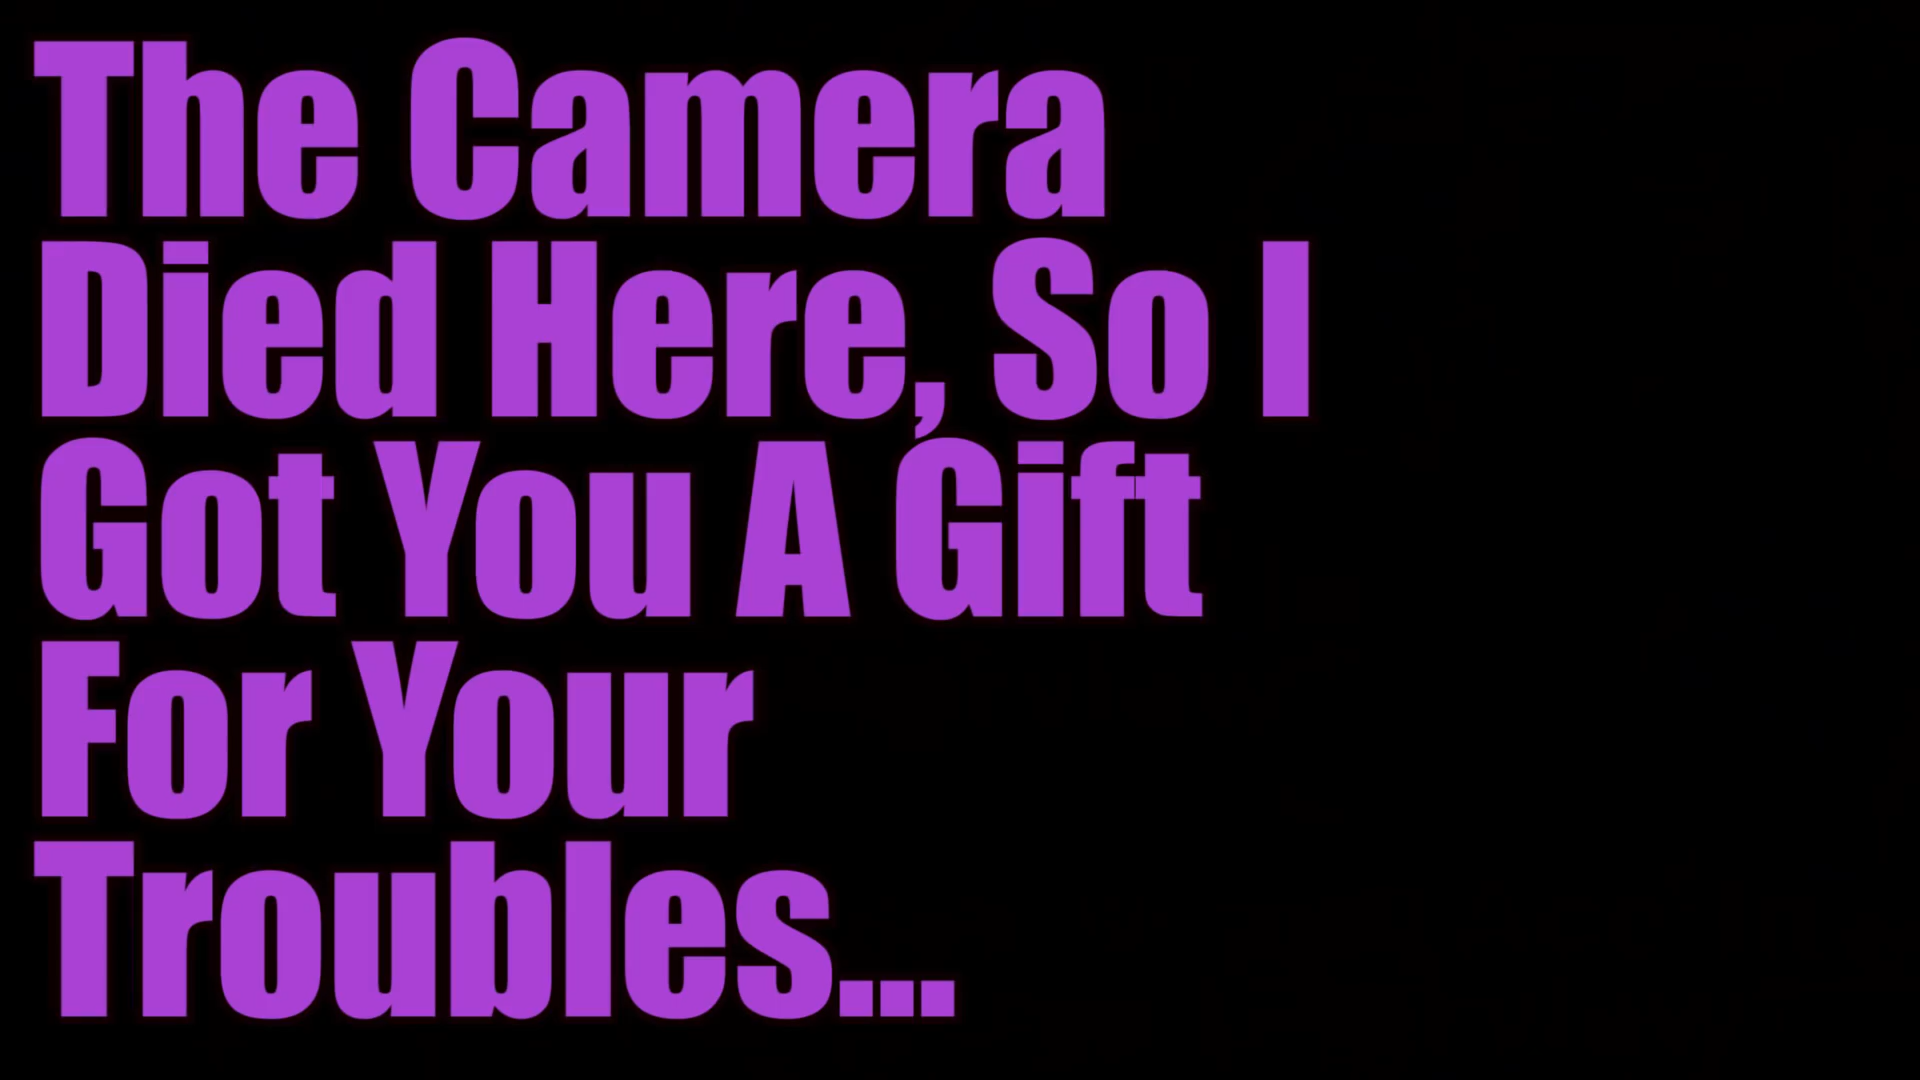 The Camera
Died Here, So I
Got You A Gift
For Your
Troubles...